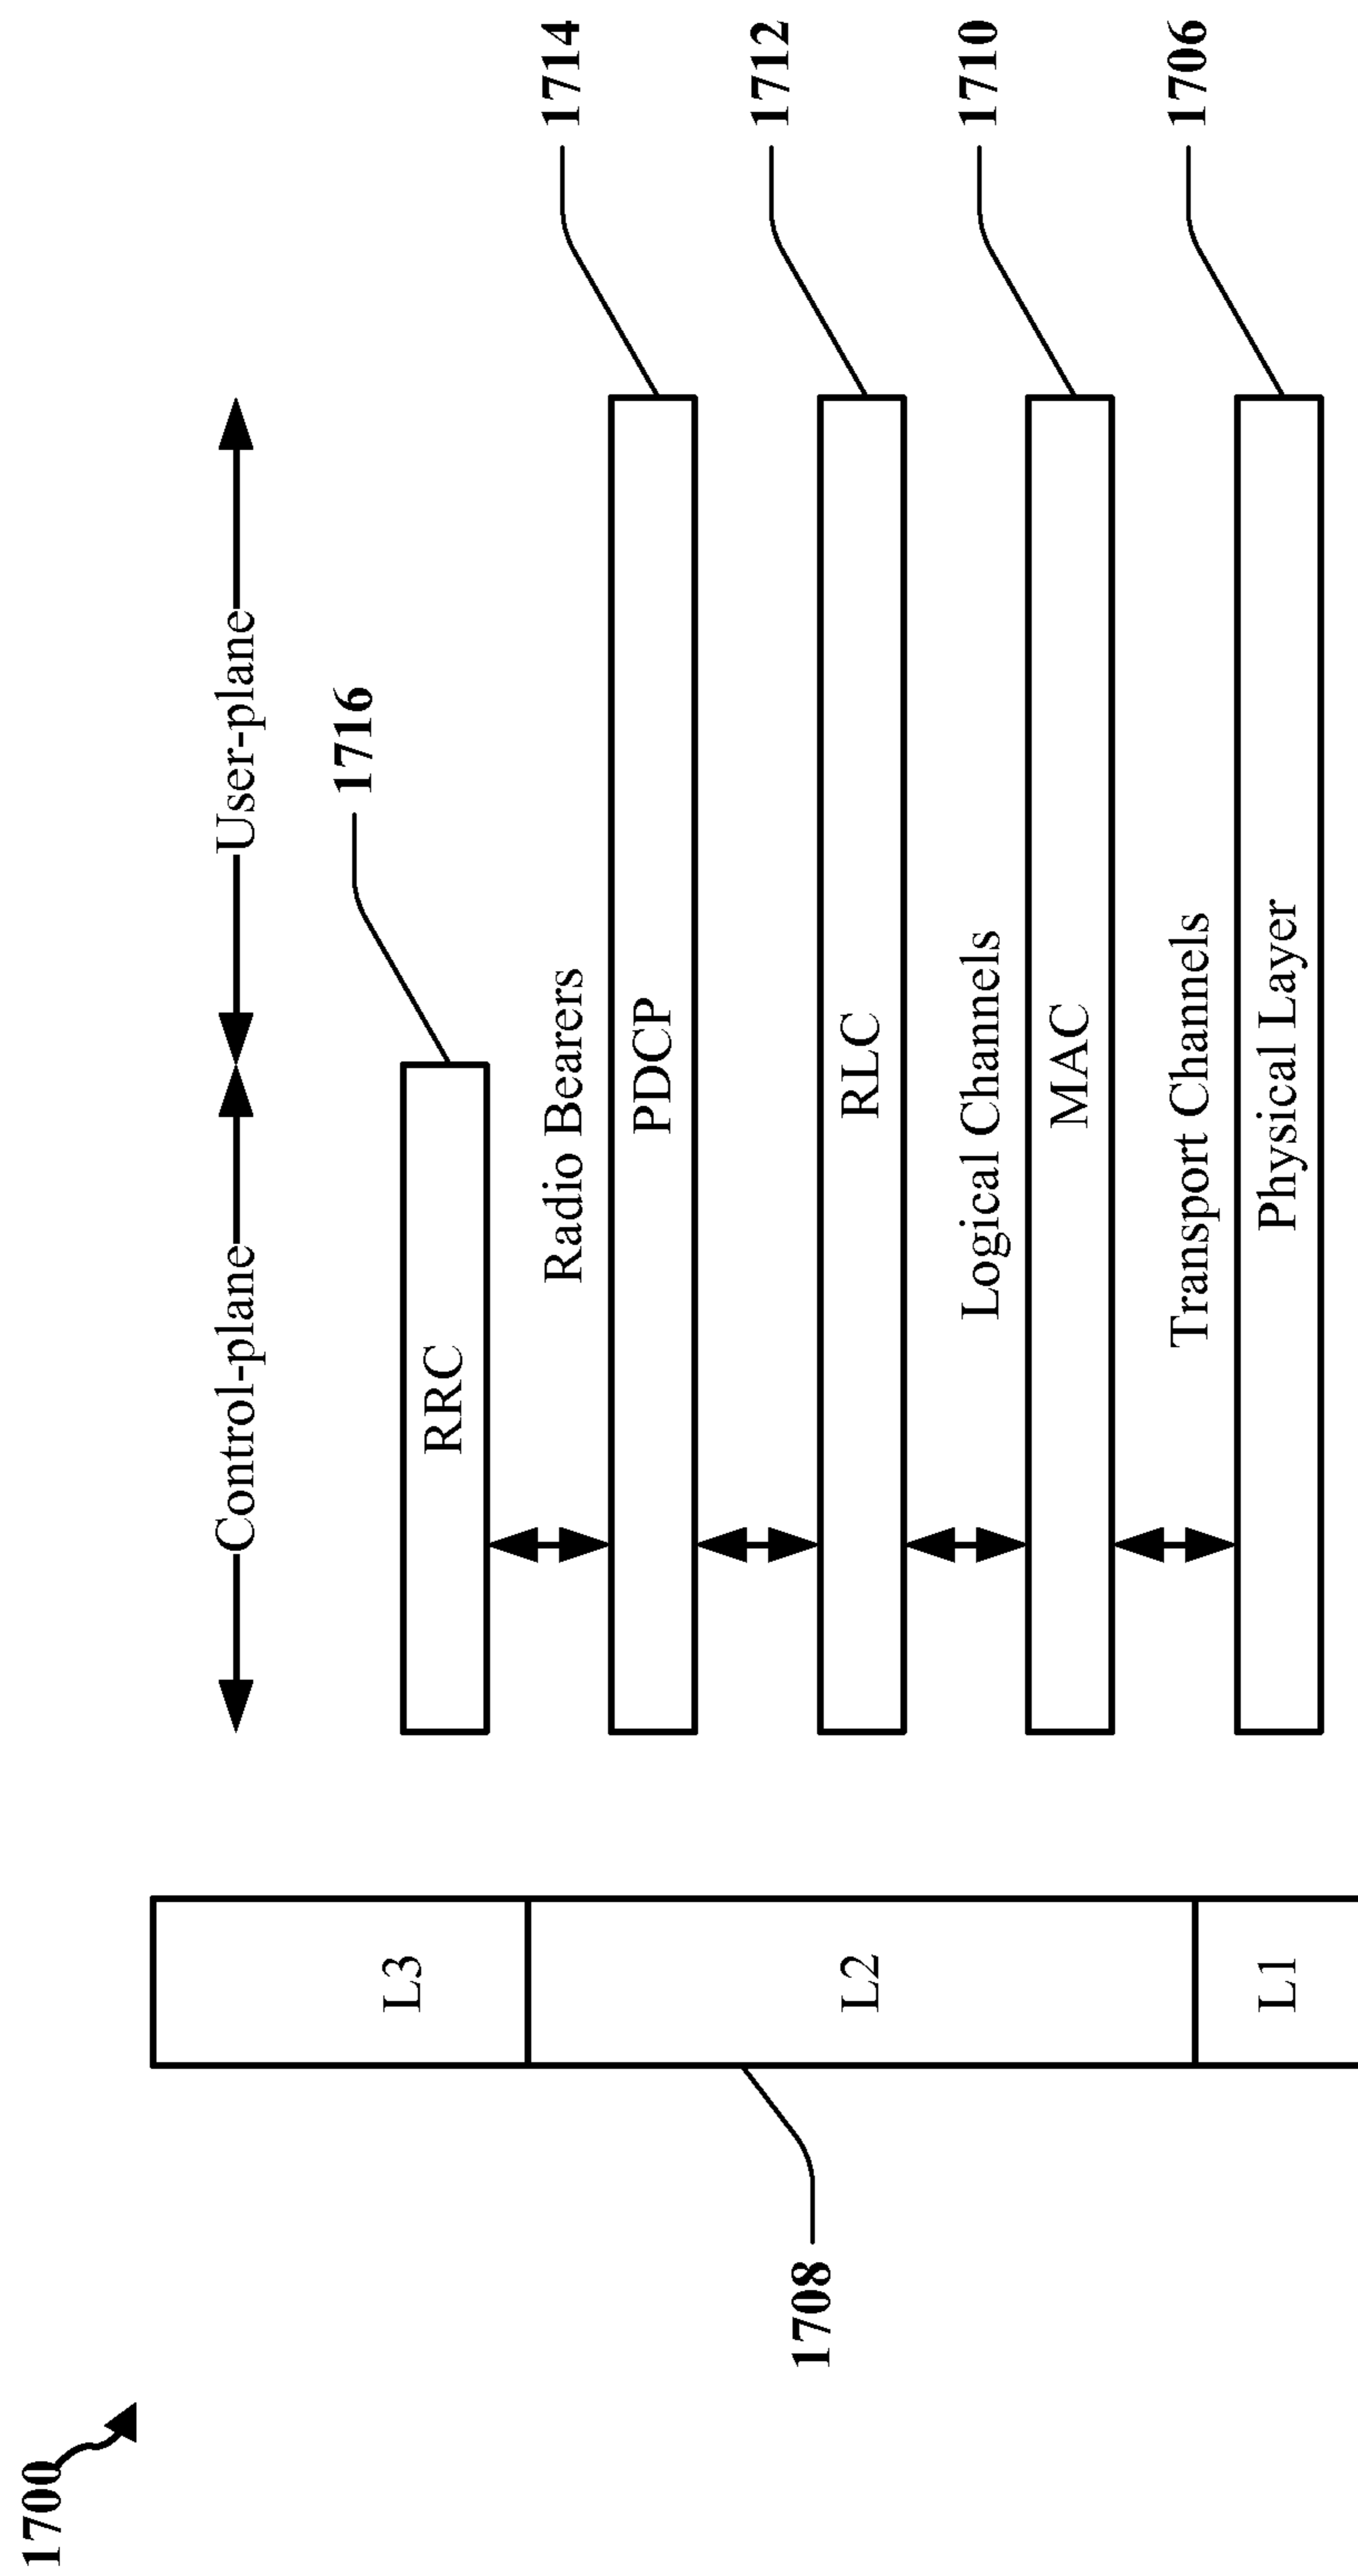 1700
Control-plane
User-plane
1716
L3
RRC
Radio Bearers
1714
PDCP
1712
1708
L2
RLC
Logical Channels
1710
MAC
Transport Channels
1706
L1
Physical Layer